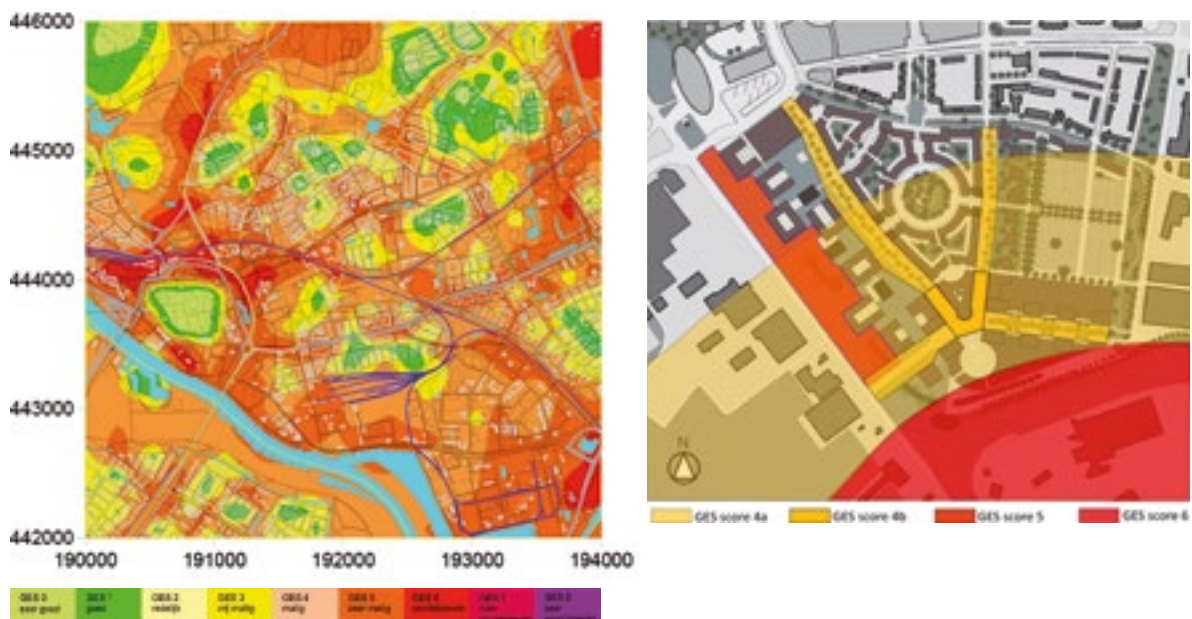 446000
445000
444000
443000
442000
190000 191000 192000 193000 194000
GES 0 GES 1 GES 2 GES 3 GES 4 GES 5 GES 6 GES 7 GES 8
zeer goed goed redelijk vrij matig matig zeer matig onvoldoende ruim zeer
N
GES score 4a GES score 4b GES score 5 GES score 6